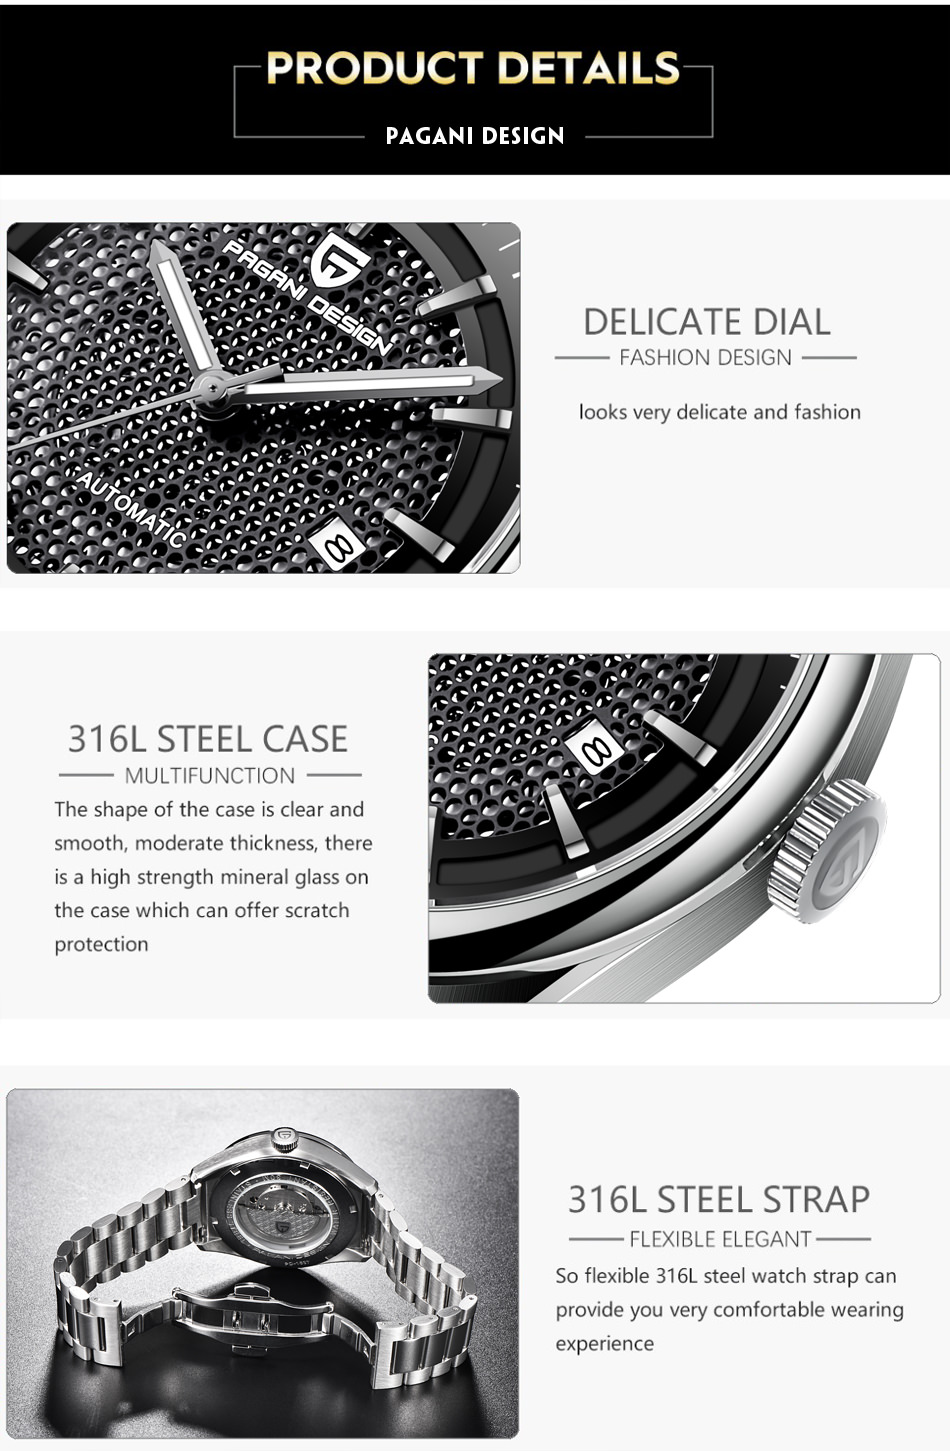 PRODUCT DETAILS
PAGANI DESIGN
PAGANI DESIGN
AUTOMATIC
8
DELICATE DIAL
FASHION DESIGN
looks very delicate and fashion
316L STEEL CASE
MULTIFUNCTION
The shape of the case is clear and
smooth, moderate thickness, there
is a high strength mineral glass on
the case which can offer scratch
protection
8
316L STEEL STRAP
FLEXIBLE ELEGANT
So flexible 316L steel watch strap can
provide you very comfortable wearing
experience